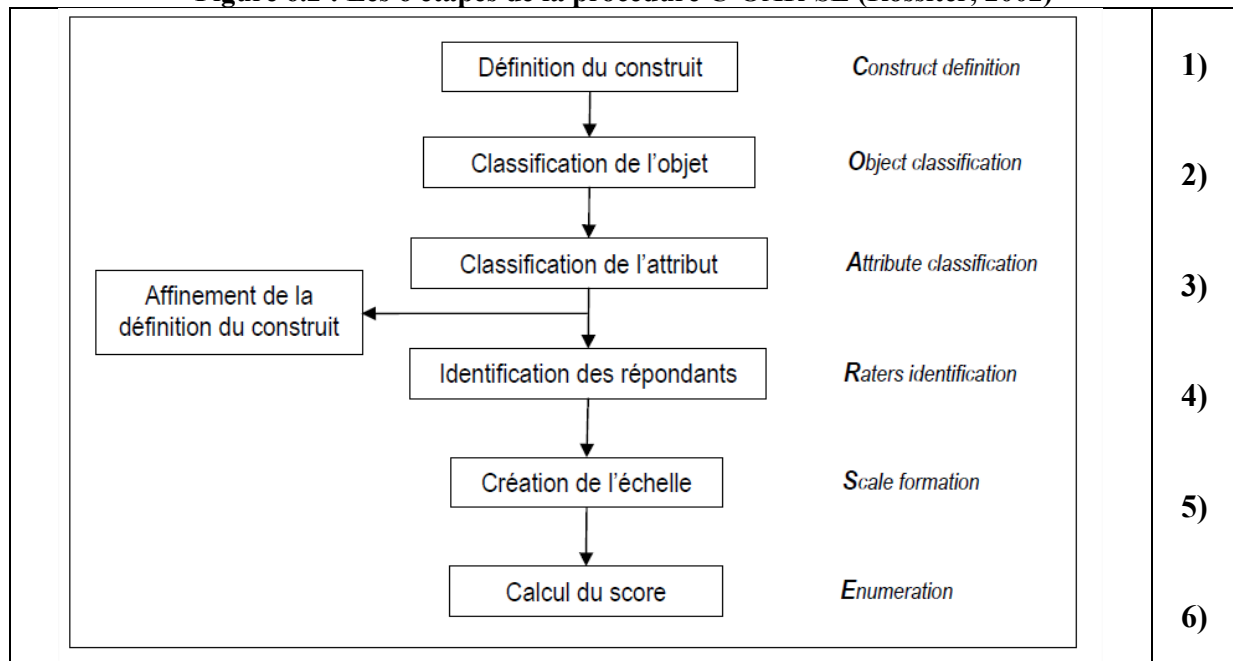 Définition du construit
Construct definition
1)
Classification de l'objet
Object classification
2)
Classification de l'attribut
Attribute classification
3)
Affinement de la
définition du construit
Identification des répondants
Raters identification
4)
Création de l'échelle
Scale formation
5)
Calcul du score
Enumeration
6)